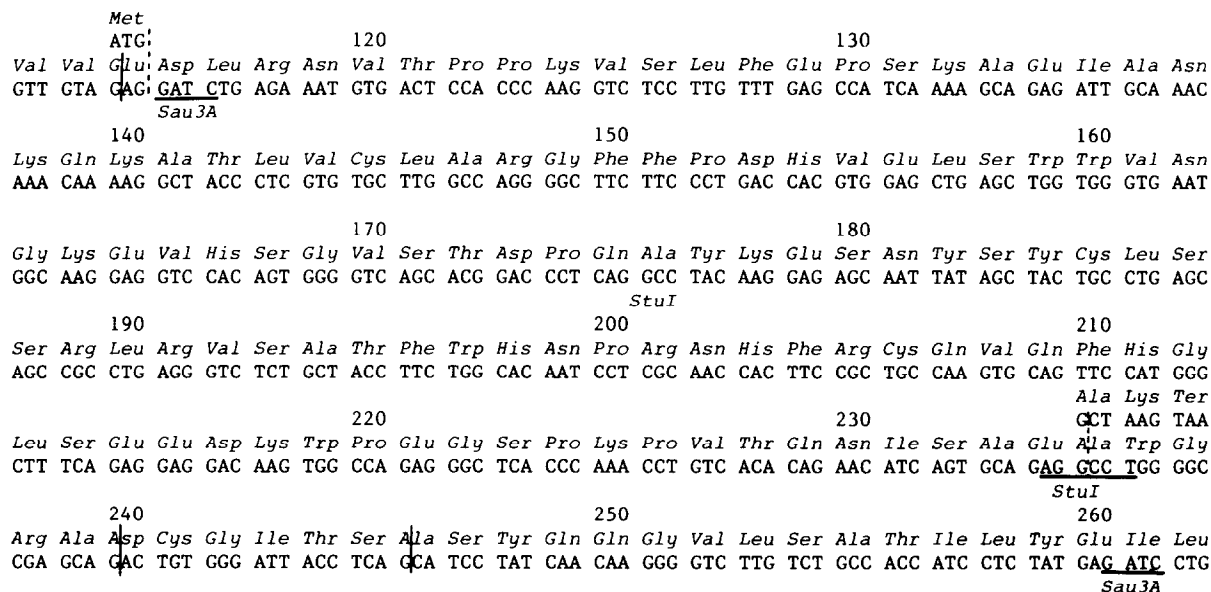 Met
ATG
120 130
Val Val Glu Asp Leu Arg Asn Val Thr Pro Pro Lys Val Ser Leu Phe Glu Pro Ser Lys Ala Glu Ile Ala Asn
GTT GTA GAG GAT CTG AGA AAT GTG ACT CCA CCC AAG GTC TCC TTG TTT GAG CCA TCA AAA GCA GAG ATT GCA AAC
Sau3A
140 150 160
Lys Gln Lys Ala Thr Leu Val Cys Leu Ala Arg Gly Phe Phe Pro Asp His Val Glu Leu Ser Trp Trp Val Asn
AAA CAA AAG GCT ACC CTC GTG TGC TTG GCC AGG GGC TTC TTC CCT GAC CAC GTG GAG CTG AGC TGG TGG GTG AAT
170 180
Gly Lys Glu Val His Ser Gly Val Ser Thr Asp Pro Gln Ala Tyr Lys Glu Ser Asn Tyr Ser Tyr Cys Leu Ser
GGC AAG GAG GTC CAC AGT GGG GTC AGC ACG GAC CCT CAG GCC TAC AAG GAG AGC AAT TAT AGC TAC TGC CTG AGC
StuI
190 200 210
Ser Arg Leu Arg Val Ser Ala Thr Phe Trp His Asn Pro Arg Asn His Phe Arg Cys Gln Val Gln Phe His Gly
AGC CGC CTG AGG GTC TCT GCT ACC TTC TGG CAC AAT CCT CGC AAC CAC TTC CGC TGC CAA GTG CAG TTC CAT GGG
Ala Lys Ter
GCT AAG TAA
220 230
Leu Ser Glu Glu Asp Lys Trp Pro Glu Gly Ser Pro Lys Pro Val Thr Gln Asn Ile Ser Ala Glu Ala Trp Gly
CTT TCA GAG GAG GAC AAG TGG CCA GAG GGC TCA CCC AAA CCT GTC ACA CAG AAC ATC AGT GCA GAG GCC TGG GGC
StuI
240 250 260
Arg Ala Asp Cys Gly Ile Thr Ser Ala Ser Tyr Gln Gln Gly Val Leu Ser Ala Thr Ile Leu Tyr Glu Ile Leu
CGA GCA GAC TGT GGG ATT ACC TCA GCA TCC TAT CAA CAA GGG GTC TTG TCT GCC ACC ATC CTC TAT GAG ATC CTG
Sau3A